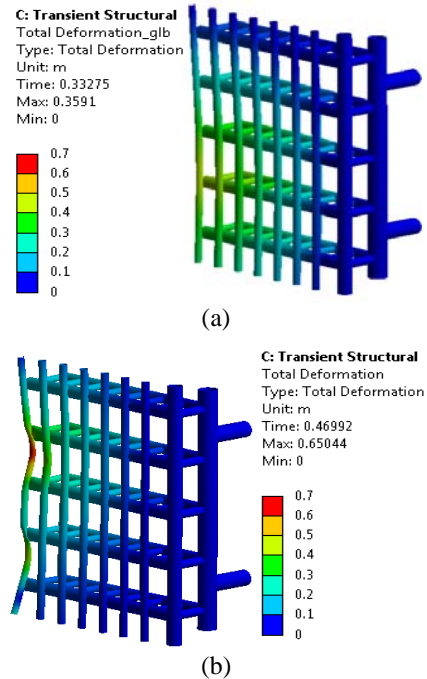 C: Transient Structural
Total Deformation_glb
Type: Total Deformation
Unit: m
Time: 0.33275
Max: 0.3591
Min: 0
0.7
0.6
0.5
0.4
0.3
0.2
0.1
0
(a)
C: Transient Structural
Total Deformation
Type: Total Deformation
Unit: m
Time: 0.46992
Max: 0.65044
Min: 0
0.7
0.6
0.5
0.4
0.3
0.2
0.1
0
(b)